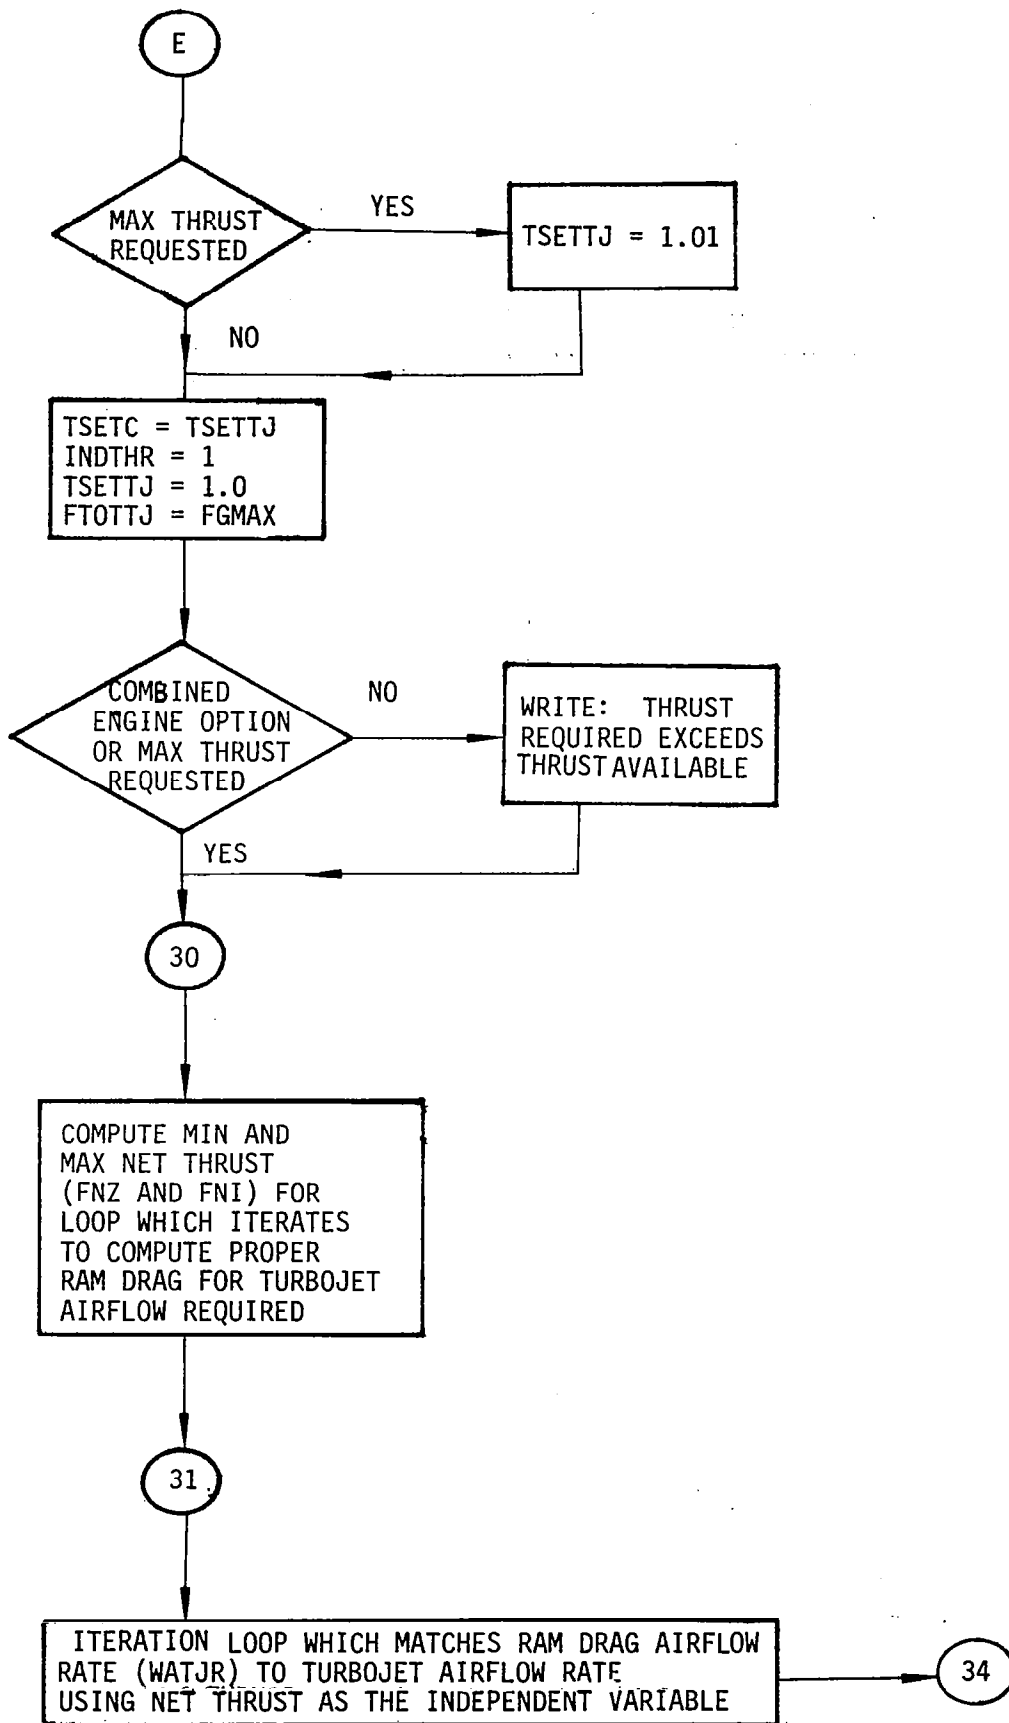 E
MAX THRUST
REQUESTED
YES
TSETTJ = 1.01
NO
TSETC = TSETTJ
INDTHR = 1
TSETTJ = 1.0
FTOTTJ = FGMAX
COMBINED
ENGINE OPTION
OR MAX THRUST
REQUESTED
NO
WRITE: THRUST
REQUIRED EXCEEDS
THRUST AVAILABLE
YES
30
COMPUTE MIN AND
MAX NET THRUST
(FNZ AND FNI) FOR
LOOP WHICH ITERATES
TO COMPUTE PROPER
RAM DRAG FOR TURBOJET
AIRFLOW REQUIRED
31
ITERATION LOOP WHICH MATCHES RAM DRAG AIRFLOW
RATE (WATJR) TO TURBOJET AIRFLOW RATE
USING NET THRUST AS THE INDEPENDENT VARIABLE
34